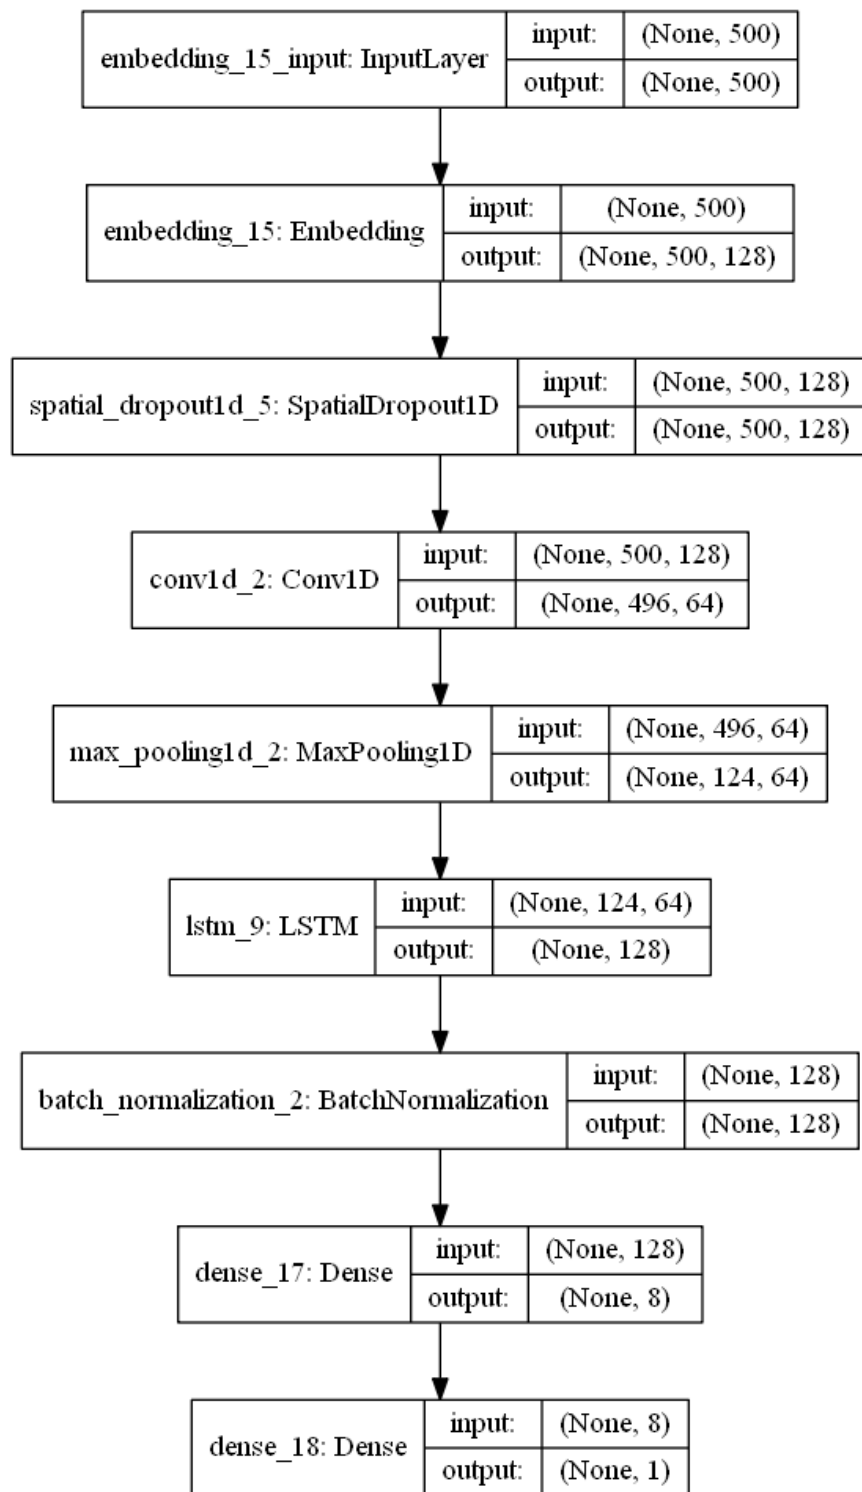 embedding_15_input: InputLayer
input: (None, 500)
output: (None, 500)
embedding_15: Embedding
input: (None, 500)
output: (None, 500, 128)
spatial_dropout1d_5: SpatialDropout1D
input: (None, 500, 128)
output: (None, 500, 128)
conv1d_2: Conv1D
input: (None, 500, 128)
output: (None, 496, 64)
max_pooling1d_2: MaxPooling1D
input: (None, 496, 64)
output: (None, 124, 64)
lstm_9: LSTM
input: (None, 124, 64)
output: (None, 128)
batch_normalization_2: BatchNormalization
input: (None, 128)
output: (None, 128)
dense_17: Dense
input: (None, 128)
output: (None, 8)
dense_18: Dense
input: (None, 8)
output: (None, 1)